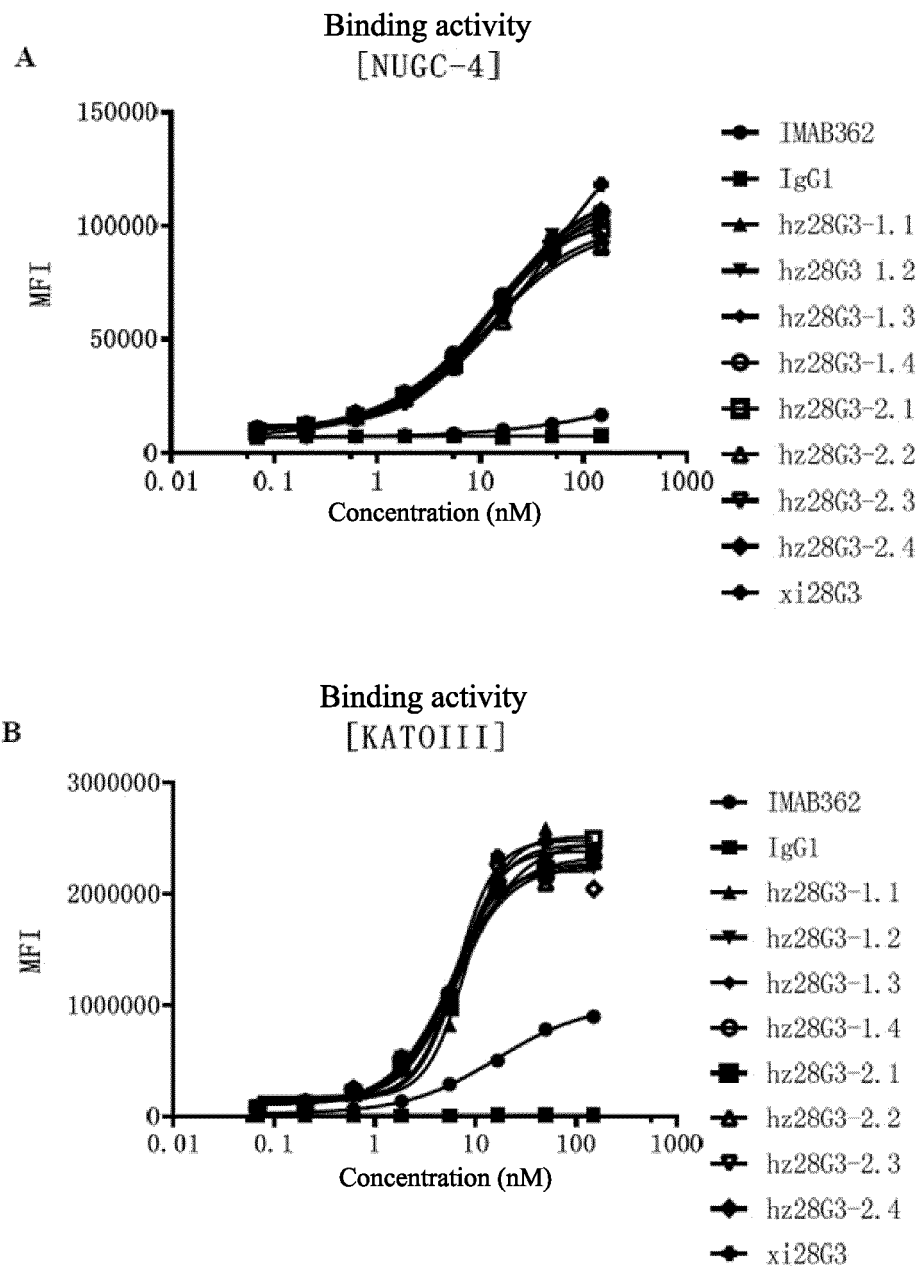 Binding activity
A
[NUGC-4]
150000
100000
50000
0
MFI
0.01
0.1
1
10
100
1000
Concentration (nM)
IMAB362
IgG1
hz28G3-1.1
hz28G3 1.2
hz28G3-1.3
hz28G3-1.4
hz28G3-2.1
hz28G3-2.2
hz28G3-2.3
hz28G3-2.4
xi28G3
Binding activity
B
[KATOIII]
3000000
2000000
1000000
0
MFI
0.01
0.1
1
10
100
1000
Concentration (nM)
IMAB362
IgG1
hz28G3-1.1
hz28G3-1.2
hz28G3-1.3
hz28G3-1.4
hz28G3-2.1
hz28G3-2.2
hz28G3-2.3
hz28G3-2.4
xi28G3